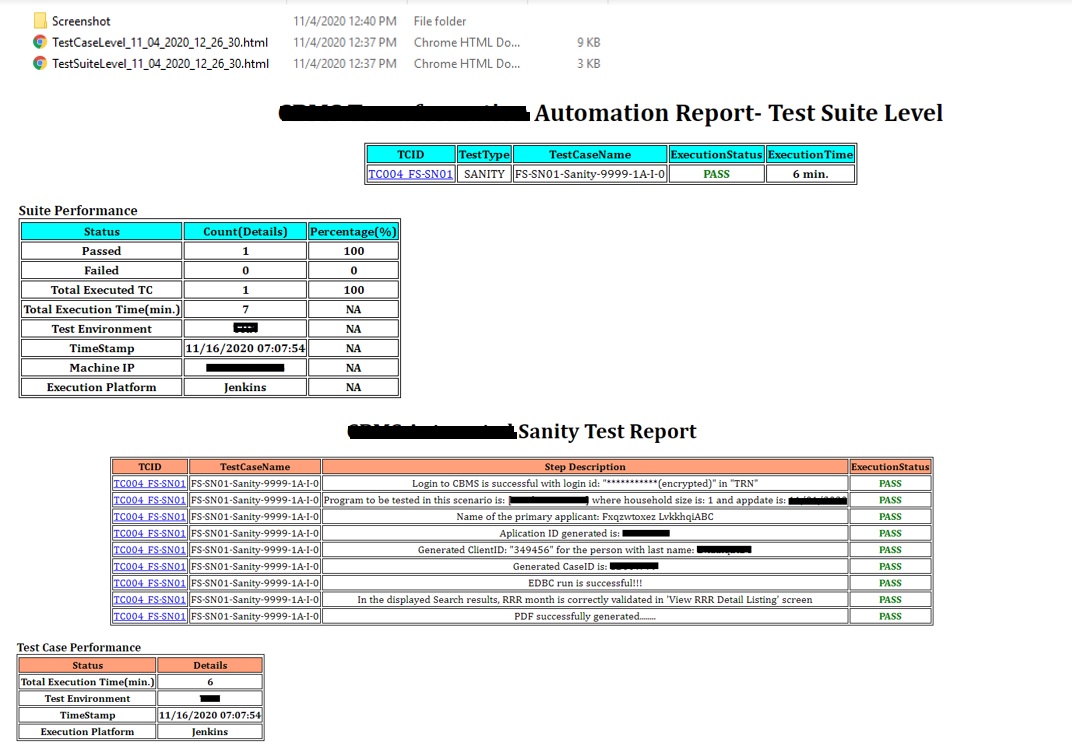 Screenshot 11/4/2020 12:40 PM File folder
TestCaseLevel_11_04_2020_12_26_30.html 11/4/2020 12:37 PM Chrome HTML Do... 9 KB
TestSuiteLevel_11_04_2020_12_26_30.html 11/4/2020 12:37 PM Chrome HTML Do... 3 KB
Automation Report- Test Suite Level
TCID TestType TestCaseName ExecutionStatus ExecutionTime
TC004_FS-SN01 SANITY FS-SN01-Sanity-9999-1A-I-0 PASS 6 min.
Suite Performance
Status Count(Details) Percentage(%)
Passed 1 100
Failed 0 0
Total Executed TC 1 100
Total Execution Time(min.) 7 NA
Test Environment NA
TimeStamp 11/16/2020 07:07:54 NA
Machine IP NA
Execution Platform Jenkins NA
Sanity Test Report
TCID TestCaseName Step Description ExecutionStatus
TC004_FS-SN01 FS-SN01-Sanity-9999-1A-I-0 Login to CBMS is successful with login id: "***********(encrypted)" in "TRN" PASS
TC004_FS-SN01 FS-SN01-Sanity-9999-1A-I-0 Program to be tested in this scenario is: where household size is: 1 and appdate is: PASS
TC004_FS-SN01 FS-SN01-Sanity-9999-1A-I-0 Name of the primary applicant: Fxqzwtoxez LvkkhqiABC PASS
TC004_FS-SN01 FS-SN01-Sanity-9999-1A-I-0 Aplication ID generated is: PASS
TC004_FS-SN01 FS-SN01-Sanity-9999-1A-I-0 Generated ClientID: "349456" for the person with last name: PASS
TC004_FS-SN01 FS-SN01-Sanity-9999-1A-I-0 Generated CaseID is: PASS
TC004_FS-SN01 FS-SN01-Sanity-9999-1A-I-0 EDBC run is successful!!! PASS
TC004_FS-SN01 FS-SN01-Sanity-9999-1A-I-0 In the displayed Search results, RRR month is correctly validated in 'View RRR Detail Listing' screen PASS
TC004_FS-SN01 FS-SN01-Sanity-9999-1A-I-0 PDF successfully generated....... PASS
Test Case Performance
Status Details
Total Execution Time(min.) 6
Test Environment
TimeStamp 11/16/2020 07:07:54
Execution Platform Jenkins